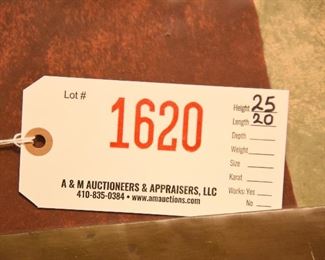 Lot #
1620
Height 25
Length 20
Depth
Weight
Size
Karat
Works: Yes
No
A & M AUCTIONEERS & APPRAISERS, LLC
410-835-0384 • www.amauctions.com